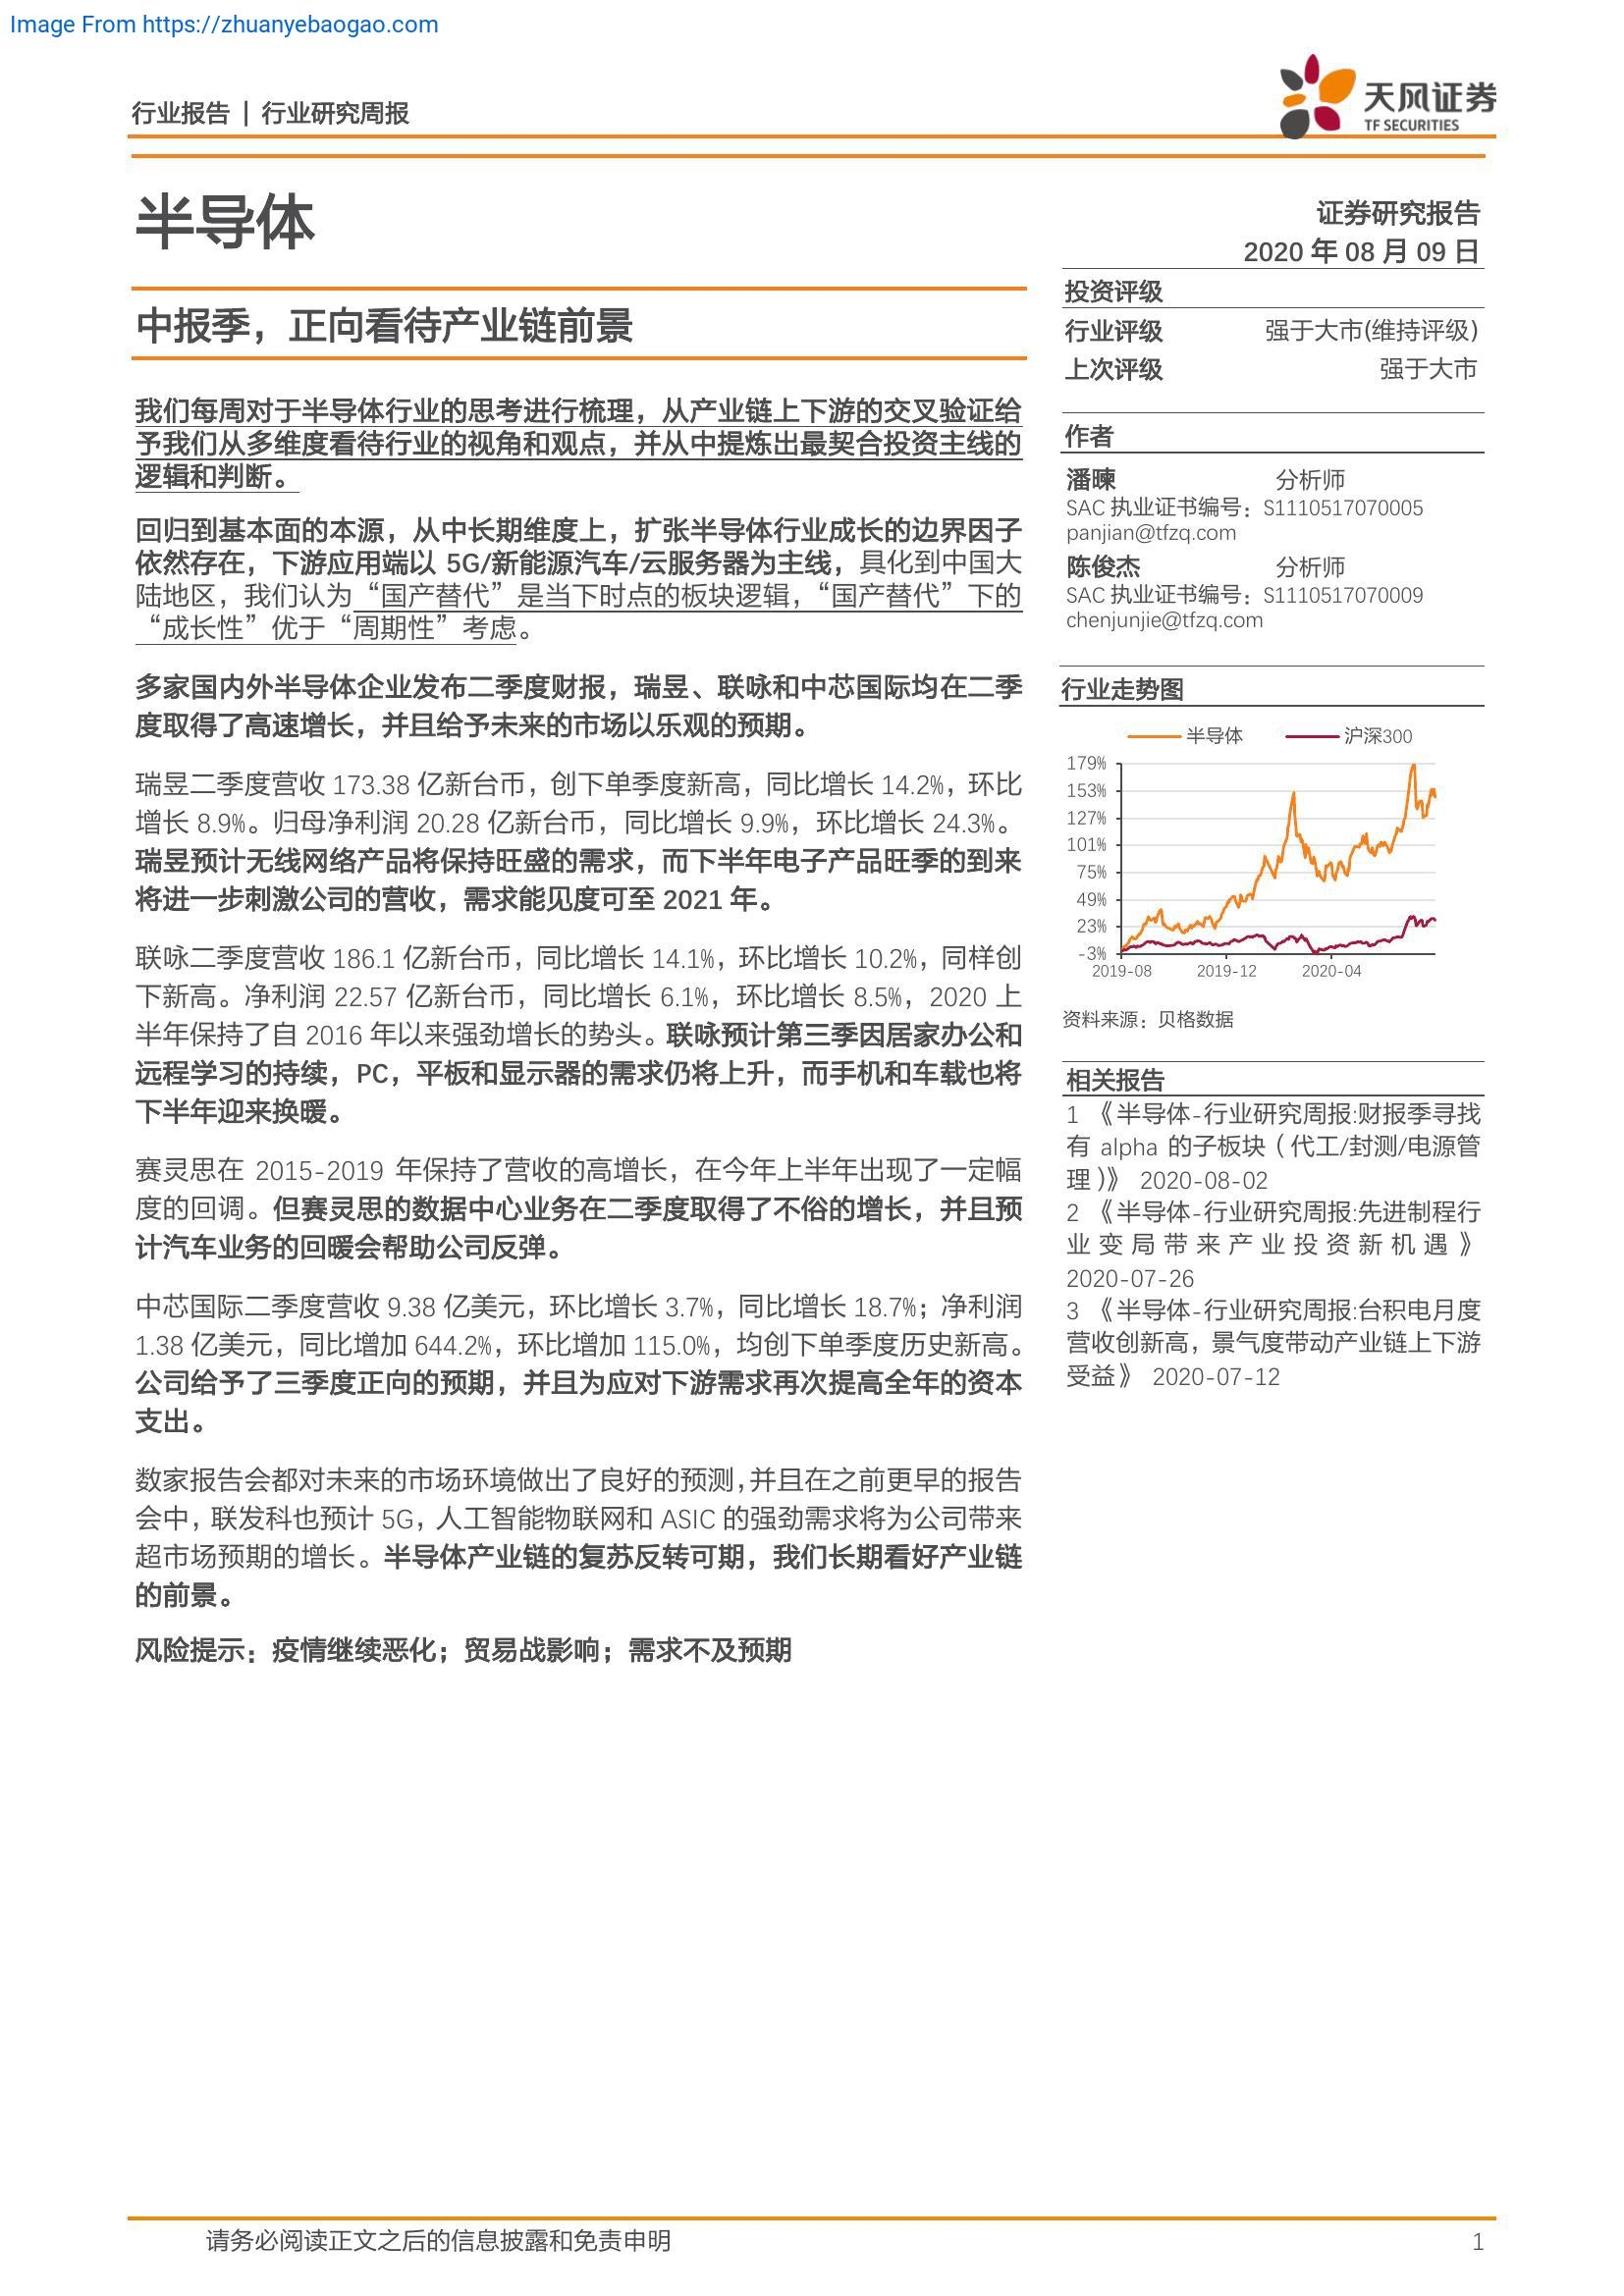 Image From https://zhuanyebaogao.com
行业报告 | 行业研究周报
天风证券
TF SECURITIES
半导体
证券研究报告
2020 年 08 月 09 日
中报季，正向看待产业链前景
投资评级
行业评级 强于大市(维持评级)
上次评级 强于大市
我们每周对于半导体行业的思考进行梳理，从产业链上下游的交叉验证给
予我们从多维度看待行业的视角和观点，并从中提炼出最契合投资主线的
逻辑和判断。
回归到基本面的本源，从中长期维度上，扩张半导体行业成长的边界因子
依然存在，下游应用端以 5G/新能源汽车/云服务器为主线，具化到中国大
陆地区，我们认为“国产替代”是当下时点的板块逻辑，“国产替代”下的
“成长性”优于“周期性”考虑。
多家国内外半导体企业发布二季度财报，瑞昱、联咏和中芯国际均在二季
度取得了高速增长，并且给予未来的市场以乐观的预期。
瑞昱二季度营收 173.38 亿新台币，创下单季度新高，同比增长 14.2%，环比
增长 8.9%。归母净利润 20.28 亿新台币，同比增长 9.9%，环比增长 24.3%。
瑞昱预计无线网络产品将保持旺盛的需求，而下半年电子产品旺季的到来
将进一步刺激公司的营收，需求能见度可至 2021 年。
联咏二季度营收 186.1 亿新台币，同比增长 14.1%，环比增长 10.2%，同样创
下新高。净利润 22.57 亿新台币，同比增长 6.1%，环比增长 8.5%，2020 上
半年保持了自 2016 年以来强劲增长的势头。联咏预计第三季因居家办公和
远程学习的持续，PC，平板和显示器的需求仍将上升，而手机和车载也将
下半年迎来换暖。
赛灵思在 2015-2019 年保持了营收的高增长，在今年上半年出现了一定幅
度的回调。但赛灵思的数据中心业务在二季度取得了不俗的增长，并且预
计汽车业务的回暖会帮助公司反弹。
中芯国际二季度营收 9.38 亿美元，环比增长 3.7%，同比增长 18.7%；净利润
1.38 亿美元，同比增加 644.2%，环比增加 115.0%，均创下单季度历史新高。
公司给予了三季度正向的预期，并且为应对下游需求再次提高全年的资本
支出。
数家报告会都对未来的市场环境做出了良好的预测，并且在之前更早的报告
会中，联发科也预计 5G，人工智能物联网和 ASIC 的强劲需求将为公司带来
超市场预期的增长。半导体产业链的复苏反转可期，我们长期看好产业链
的前景。
风险提示：疫情继续恶化；贸易战影响；需求不及预期
作者
潘暕 分析师
SAC 执业证书编号：S1110517070005
panjian@tfzq.com
陈俊杰 分析师
SAC 执业证书编号：S1110517070009
chenjunjie@tfzq.com
行业走势图
半导体 沪深300
179%
153%
127%
101%
75%
49%
23%
-3%
2019-08 2019-12 2020-04
资料来源：贝格数据
相关报告
1 《半导体-行业研究周报:财报季寻找
有 alpha 的子板块（代工/封测/电源管
理）》 2020-08-02
2 《半导体-行业研究周报:先进制程行
业变局带来产业投资新机遇》
2020-07-26
3 《半导体-行业研究周报:台积电月度
营收创新高，景气度带动产业链上下游
受益》 2020-07-12
请务必阅读正文之后的信息披露和免责申明 1